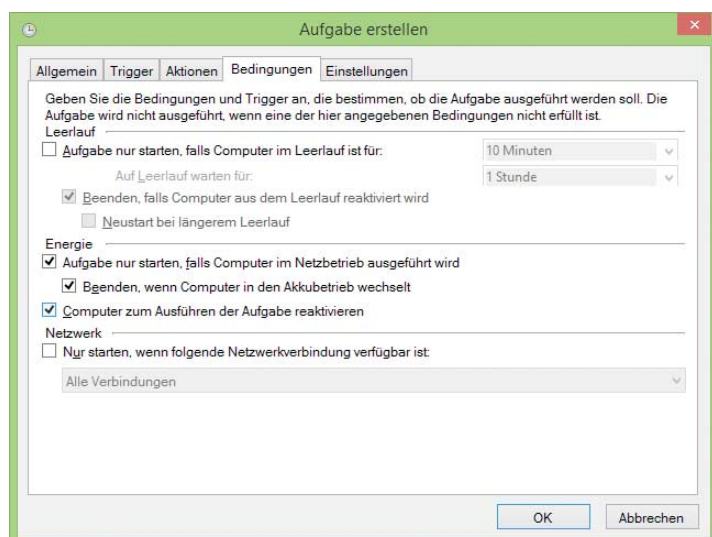 Aufgabe erstellen
Allgemein Trigger Aktionen Bedingungen Einstellungen
Geben Sie die Bedingungen und Trigger an, die bestimmen, ob die Aufgabe ausgeführt werden soll. Die
Aufgabe wird nicht ausgeführt, wenn eine der hier angegebenen Bedingungen nicht erfüllt ist.
Leerlauf
Aufgabe nur starten, falls Computer im Leerlauf ist für: 10 Minuten
Auf Leerlauf warten für: 1 Stunde
Beenden, falls Computer aus dem Leerlauf reaktiviert wird
Neustart bei längerem Leerlauf
Energie
Aufgabe nur starten, falls Computer im Netzbetrieb ausgeführt wird
Beenden, wenn Computer in den Akkubetrieb wechselt
Computer zum Ausführen der Aufgabe reaktivieren
Netzwerk
Nur starten, wenn folgende Netzwerkverbindung verfügbar ist:
Alle Verbindungen
OK Abbrechen